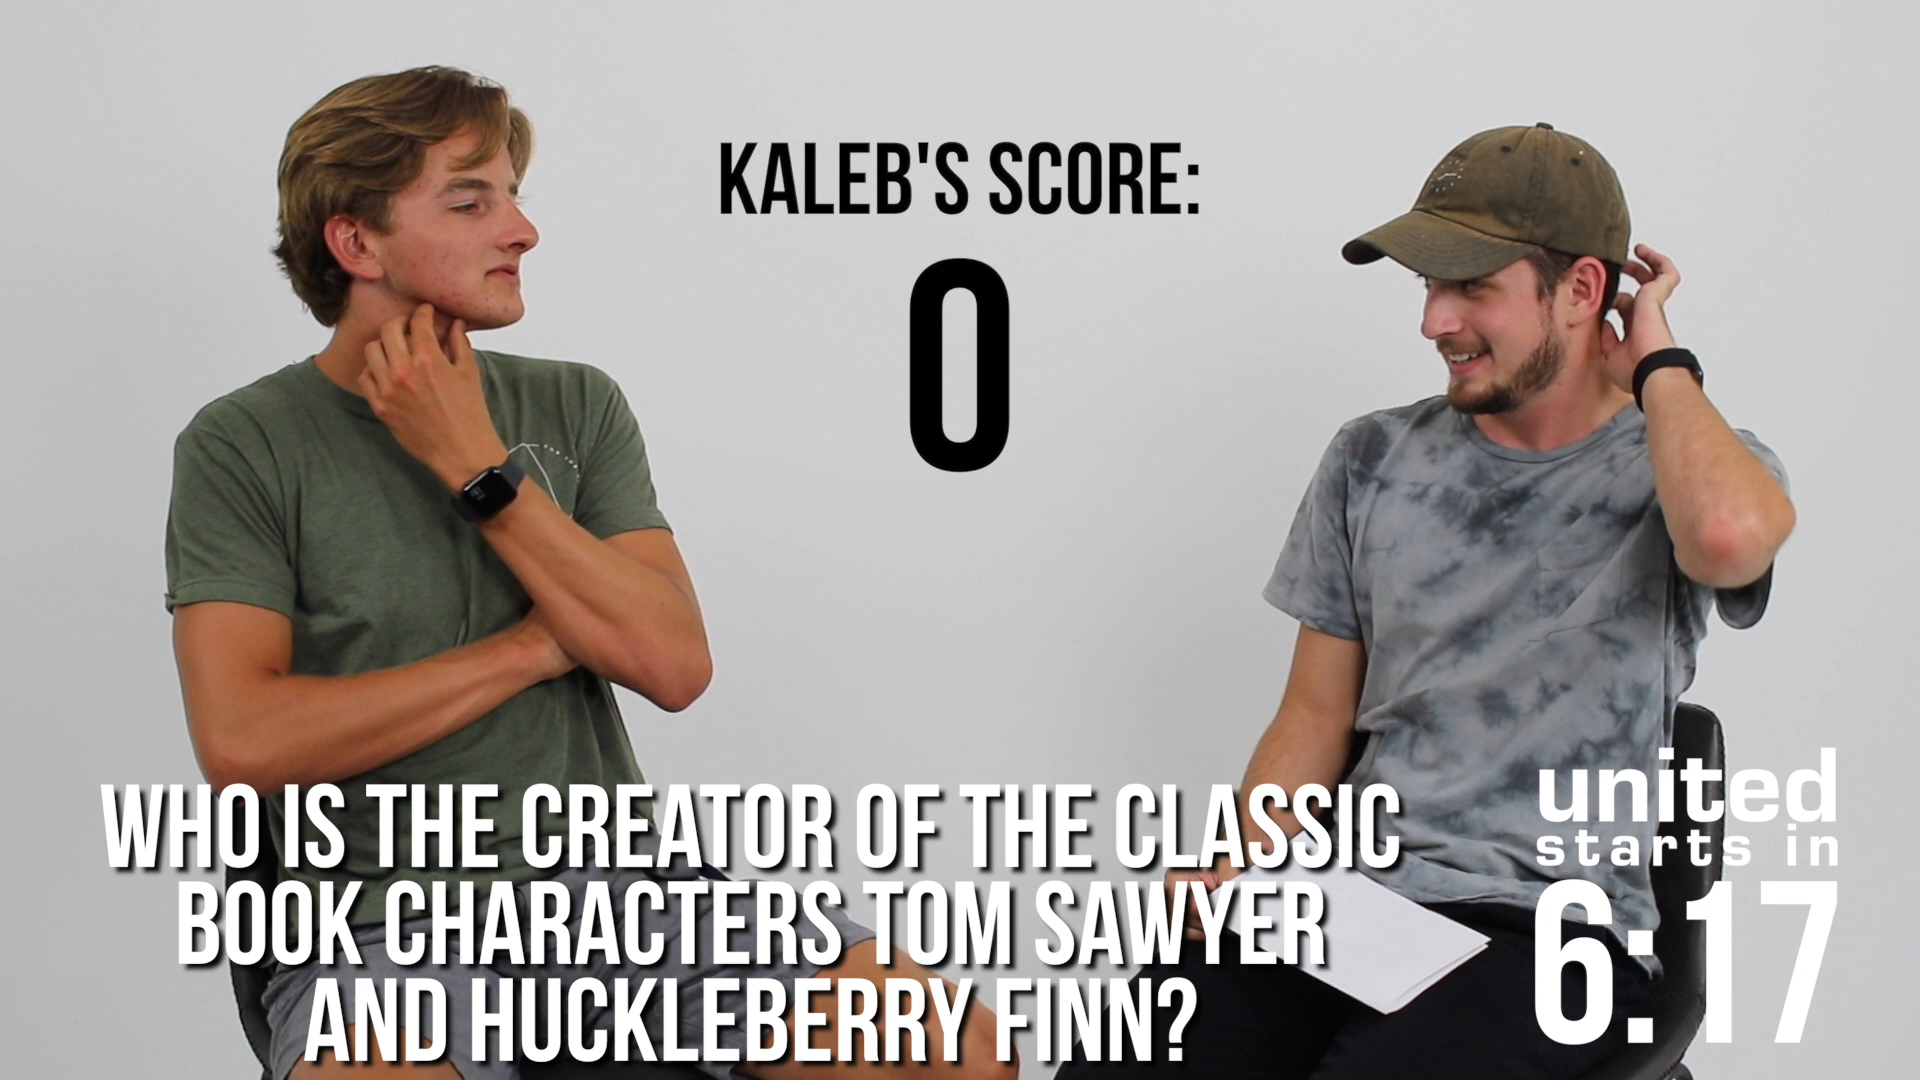 KALEB'S SCORE:
0
WHO IS THE CREATOR OF THE CLASSIC
BOOK CHARACTERS TOM SAWYER
AND HUCKLEBERRY FINN?
united
starts in
6:17